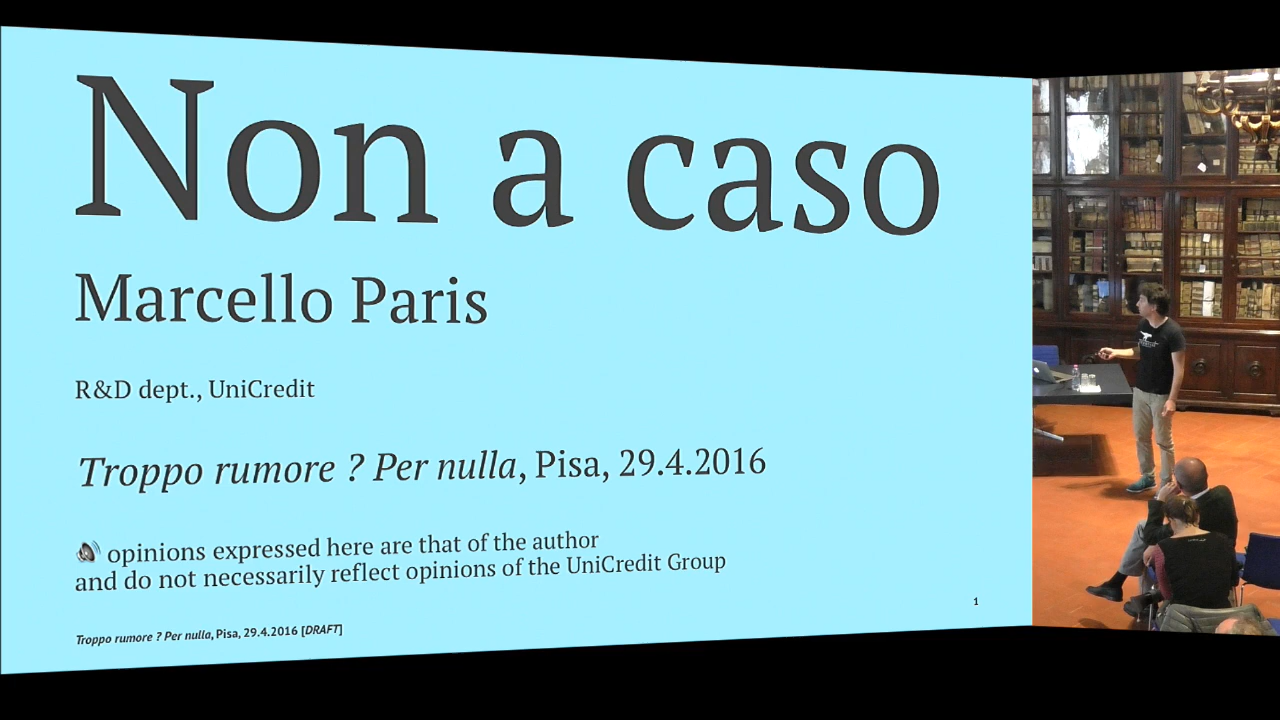 Non a caso
Marcello Paris
R&D dept., UniCredit
Troppo rumore ? Per nulla, Pisa, 29.4.2016
🔊 opinions expressed here are that of the author
and do not necessarily reflect opinions of the UniCredit Group
1
Troppo rumore ? Per nulla, Pisa, 29.4.2016 [DRAFT]